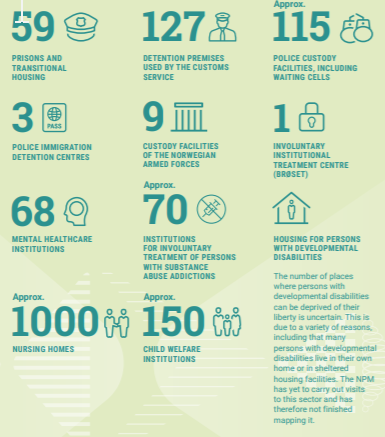 59
PRISONS AND
TRANSITIONAL
HOUSING
127
DETENTION PREMISES
USED BY THE CUSTOMS
SERVICE
Approx.
115
POLICE CUSTODY
FACILITIES, INCLUDING
WAITING CELLS
3
PASS
POLICE IMMIGRATION
DETENTION CENTRES
9
CUSTODY FACILITIES
OF THE NORWEGIAN
ARMED FORCES
1
INVOLUNTARY
INSTITUTIONAL
TREATMENT CENTRE
(BRØSET)
68
MENTAL HEALTHCARE
INSTITUTIONS
Approx.
70
INSTITUTIONS
FOR INVOLUNTARY
TREATMENT OF PERSONS
WITH SUBSTANCE
ABUSE ADDICTIONS
HOUSING FOR PERSONS
WITH DEVELOPMENTAL
DISABILITIES
The number of places
where persons with
developmental disabilities
can be deprived of their
liberty is uncertain. This is
due to a variety of reasons,
including that many
persons with developmental
disabilities live in their own
home or in sheltered
housing facilities. The NPM
has yet to carry out visits
to this sector and has
therefore not finished
mapping it.
Approx.
1000
NURSING HOMES
Approx.
150
CHILD WELFARE
INSTITUTIONS